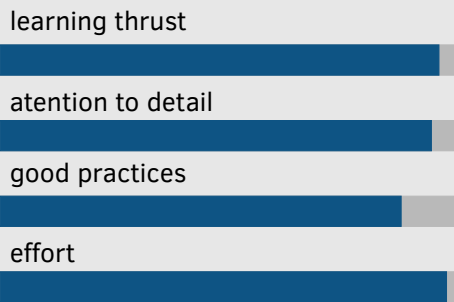 learning thrust
atention to detail
good practices
effort